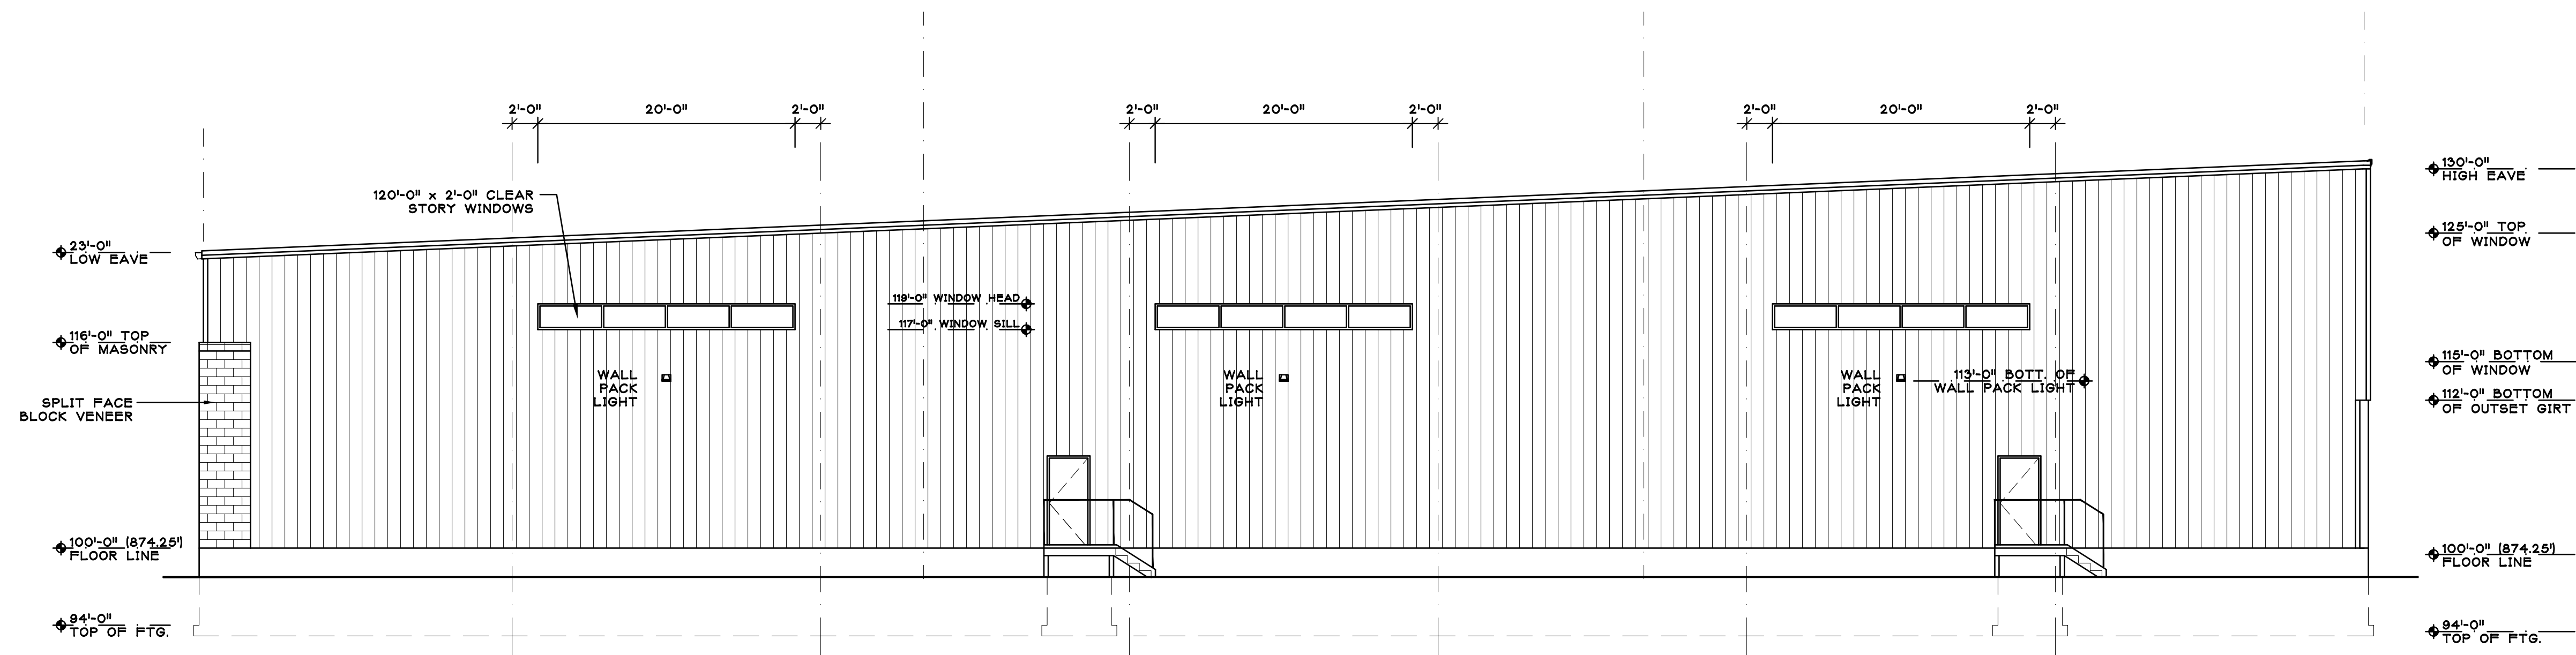 2'-0" 20'-0" 2'-0"
2'-0" 20'-0" 2'-0"
2'-0" 20'-0" 2'-0"
120'-0" x 2'-0" CLEAR
STORY WINDOWS
23'-0"
LOW EAVE
116'-0" TOP
OF MASONRY
SPLIT FACE
BLOCK VENEER
100'-0" (874.25')
FLOOR LINE
94'-0"
TOP OF FTG.
WALL
PACK
LIGHT
119'-0" WINDOW HEAD
117'-0" WINDOW SILL
WALL
PACK
LIGHT
WALL
PACK
LIGHT
113'-0" BOTT. OF
WALL PACK LIGHT
130'-0"
HIGH EAVE
125'-0" TOP
OF WINDOW
115'-0" BOTTOM
OF WINDOW
112'-0" BOTTOM
OF OUTSET GIRT
100'-0" (874.25')
FLOOR LINE
94'-0"
TOP OF FTG.